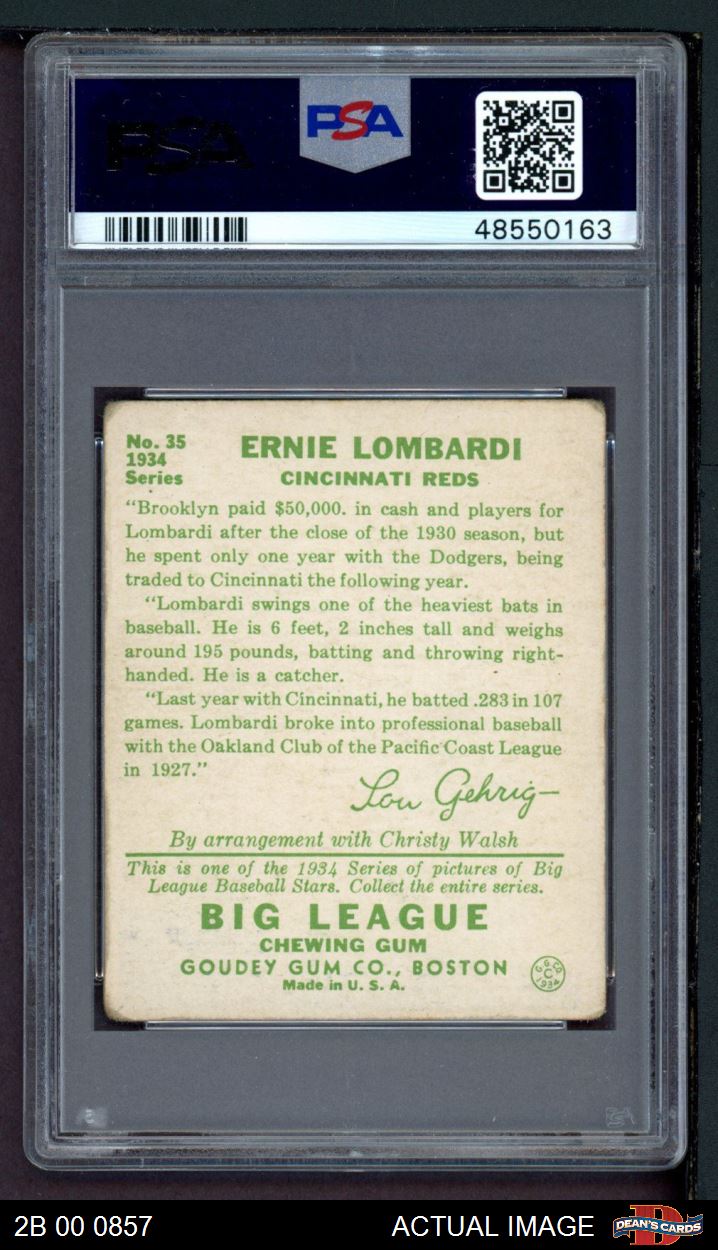 PSA
PSA
48550163
No. 35
1934
Series
ERNIE LOMBARDI
CINCINNATI REDS
"Brooklyn paid $50,000. in cash and players for
Lombardi after the close of the 1930 season, but
he spent only one year with the Dodgers, being
traded to Cincinnati the following year.
"Lombardi swings one of the heaviest bats in
baseball. He is 6 feet, 2 inches tall and weighs
around 195 pounds, batting and throwing right-
handed. He is a catcher.
"Last year with Cincinnati, he batted .283 in 107
games. Lombardi broke into professional baseball
with the Oakland Club of the Pacific Coast League
in 1927."
Lou Gehrig
By arrangement with Christy Walsh
This is one of the 1934 Series of pictures of Big
League Baseball Stars. Collect the entire series.
BIG LEAGUE
CHEWING GUM
GOUDEY GUM CO., BOSTON
Made in U. S. A.
G. G. CO.
C
1934
2B 00 0857
ACTUAL IMAGE
DEAN'S CARDS